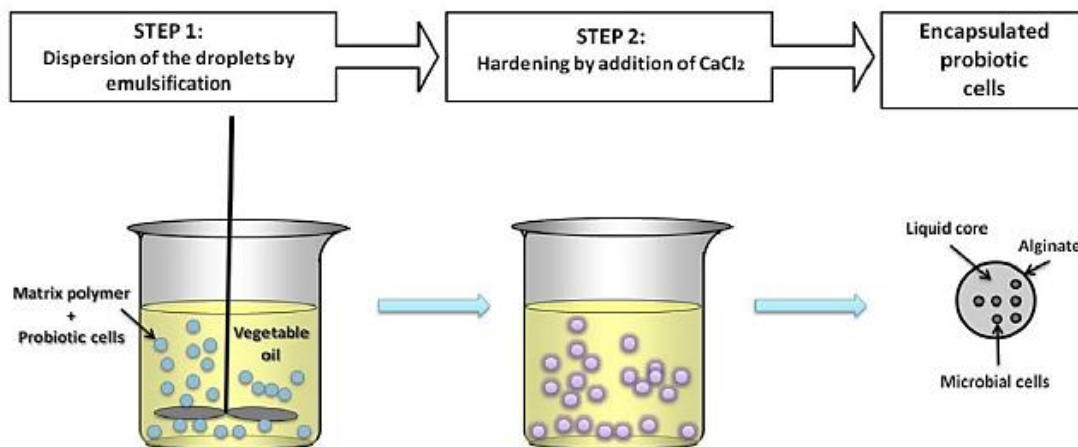 STEP 1:
Dispersion of the droplets by
emulsification
STEP 2:
Hardening by addition of CaCl₂
Encapsulated
probiotic
cells
Matrix polymer
+
Probiotic cells
Vegetable
oil
Liquid core
Alginate
Microbial cells